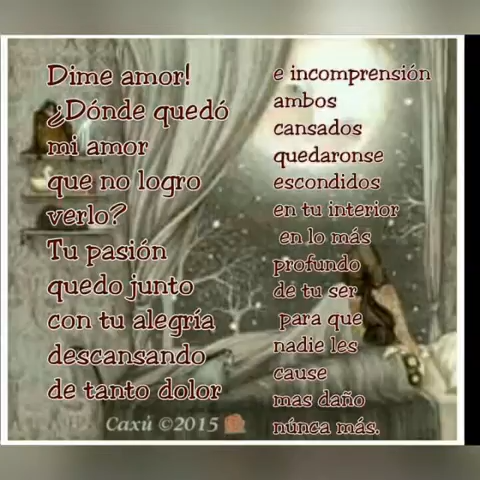 Dime amor!
¿Dónde quedó
mi amor
que no logro
verlo?
Tu pasión
quedo junto
con tu alegría
descansando
de tanto dolor
Caxú ©2015
e incomprensión
ambos
cansados
quedaronse
escondidos
en tu interior
en lo más
profundo
de tu ser
para que
nadie les
cause
mas daño
núnca más.